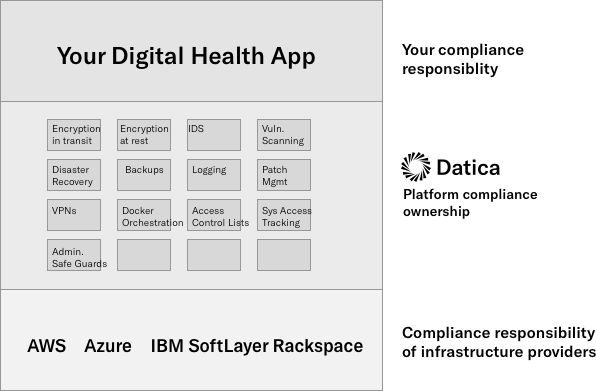 Your Digital Health App
Your compliance
responsiblity
Encryption
in transit
Encryption
at rest
IDS
Vuln.
Scanning
Disaster
Recovery
Backups
Logging
Patch
Mgmt
VPNs
Docker
Orchestration
Access
Control Lists
Sys Access
Tracking
Admin.
Safe Guards
Datica
Platform compliance
ownership
AWS Azure IBM SoftLayer Rackspace
Compliance responsibility
of infrastructure providers